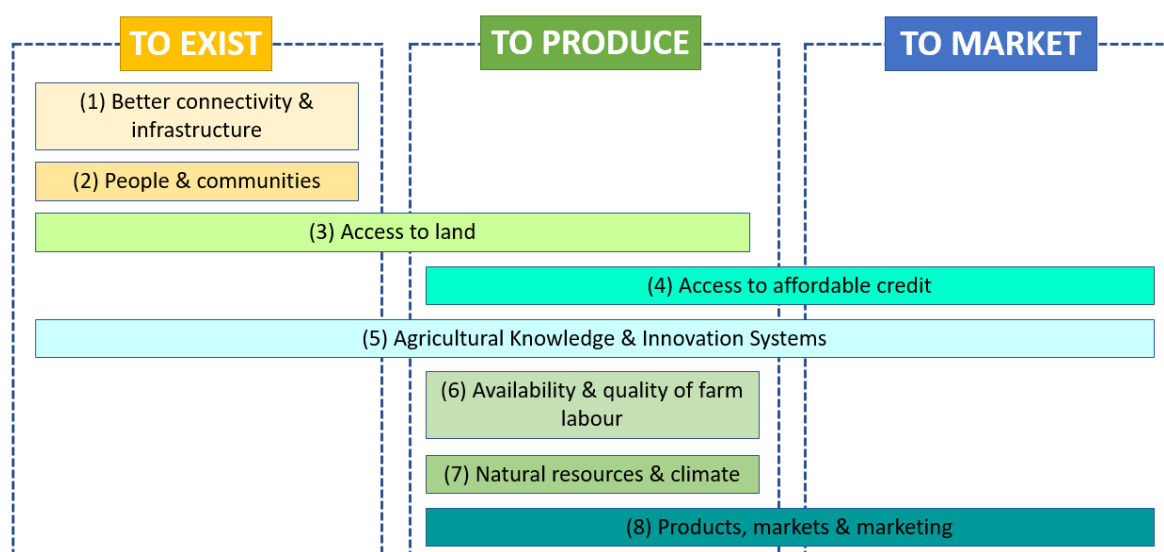 TO EXIST
TO PRODUCE
TO MARKET
(1) Better connectivity &
infrastructure
(2) People & communities
(3) Access to land
(4) Access to affordable credit
(5) Agricultural Knowledge & Innovation Systems
(6) Availability & quality of farm
labour
(7) Natural resources & climate
(8) Products, markets & marketing